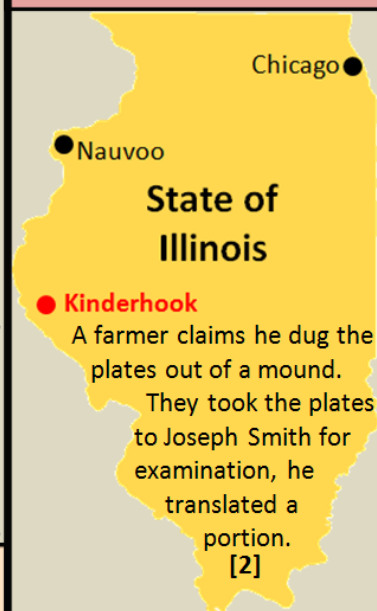 Chicago
Nauvoo
State of
Illinois
Kinderhook
A farmer claims he dug the
plates out of a mound.
They took the plates
to Joseph Smith for
examination, he
translated a
portion.
[2]